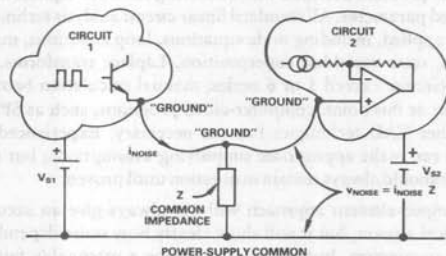 CIRCUIT
1
CIRCUIT
2
"GROUND"
"GROUND"
"GROUND"
iNOISE
VS1
Z
COMMON
IMPEDANCE
VS2
VNOISE = iNOISE Z
POWER-SUPPLY COMMON